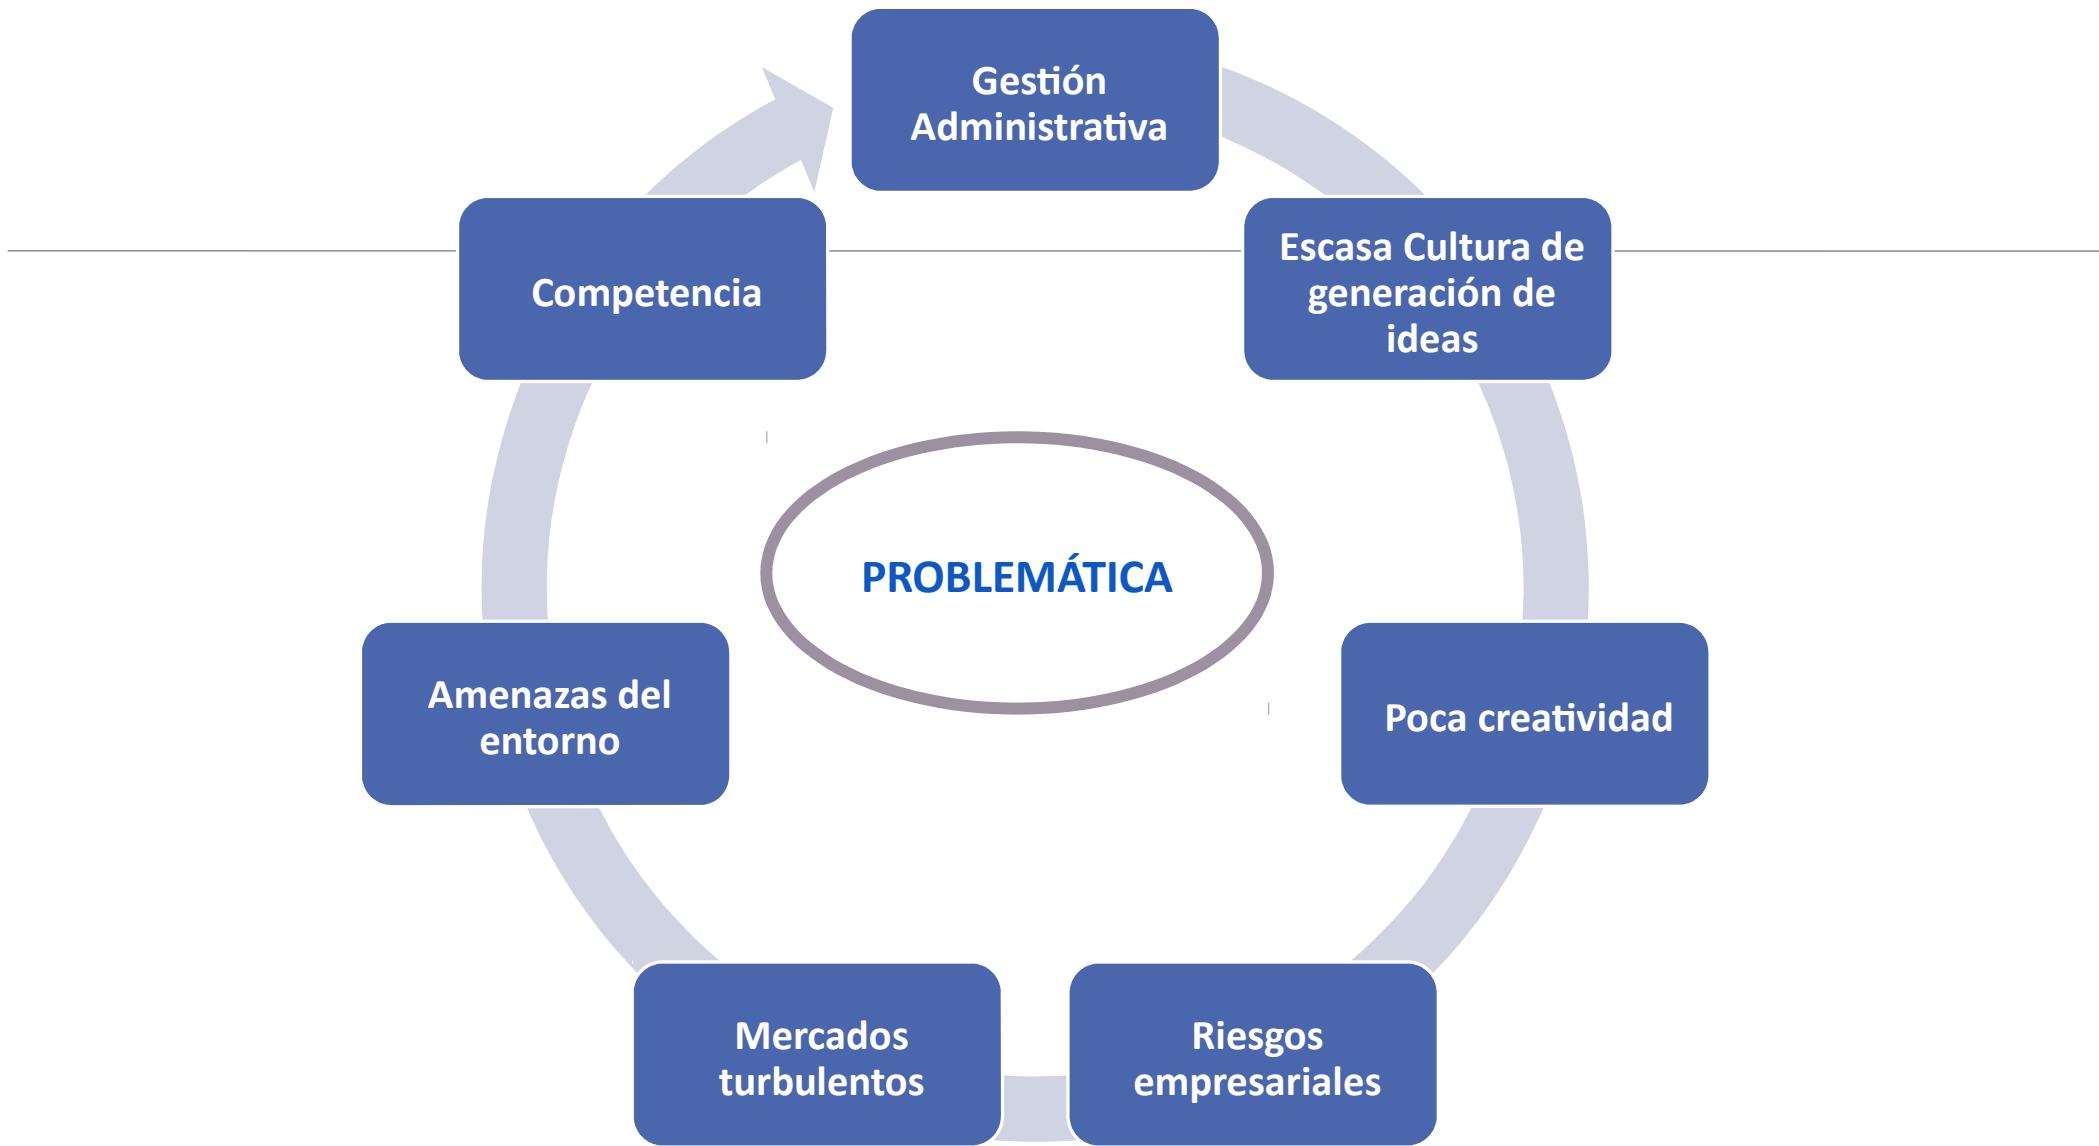 Gestión
Administrativa
Escasa Cultura de
generación de
ideas
Poca creatividad
Riesgos
empresariales
Mercados
turbulentos
Amenazas del
entorno
Competencia
PROBLEMÁTICA